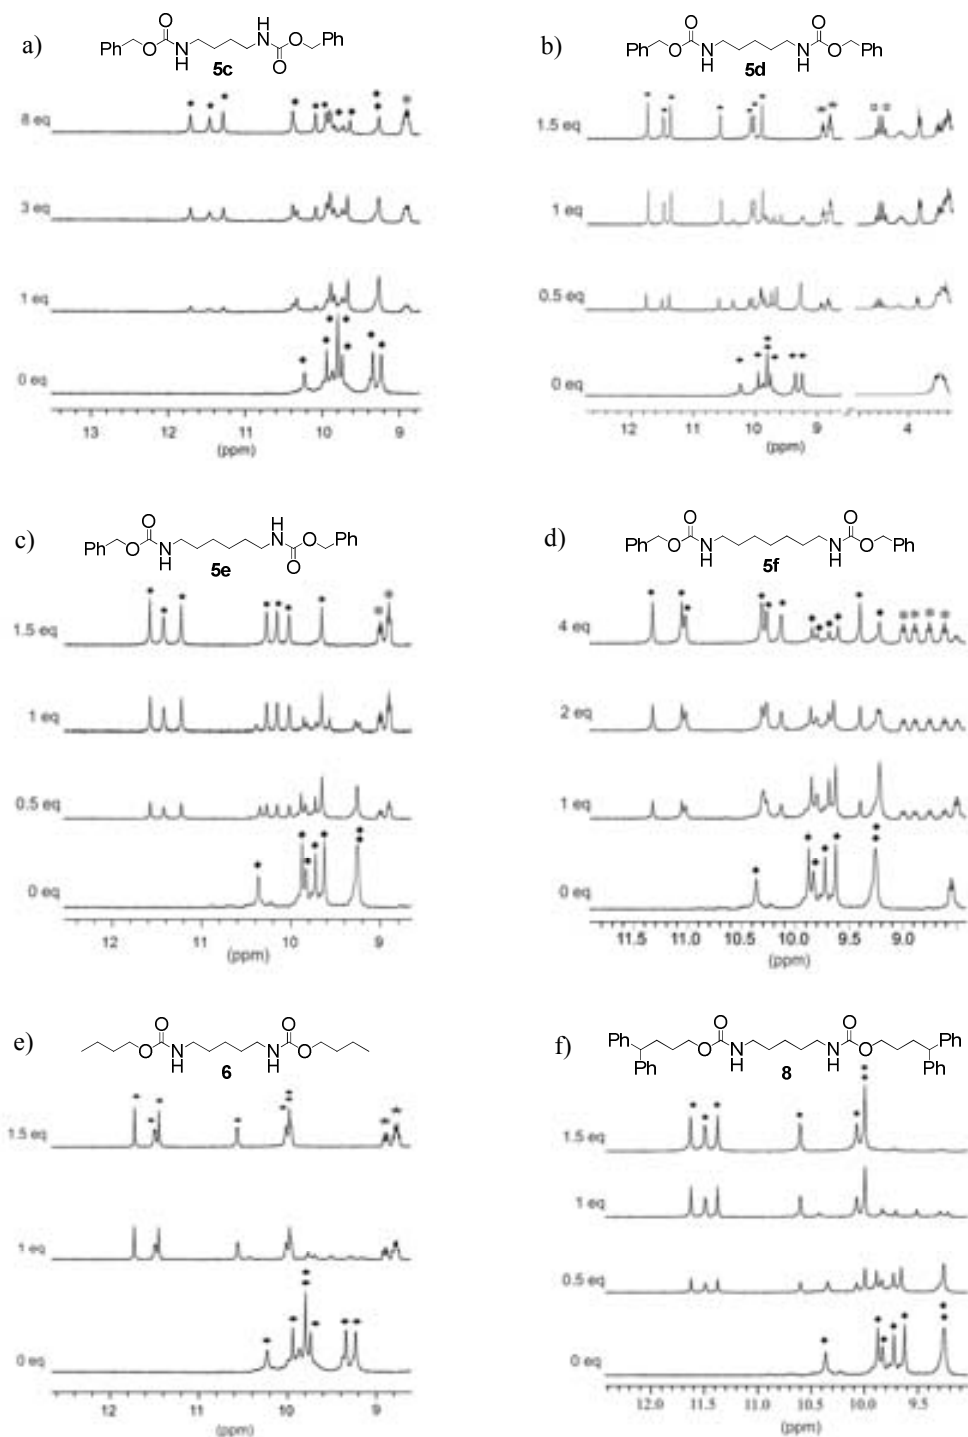 a)
O
H
N
Ph
O
N
H
O
Ph
O
5c
8 eq
3 eq
1 eq
0 eq
13 12 11 10 9
(ppm)
b)
O
O
Ph
O
N
H
N
H
O
Ph
5d
1.5 eq
1 eq
0.5 eq
0 eq
12 11 10 9 4
(ppm)
c)
O
H
N
Ph
O
N
H
O
Ph
O
5e
1.5 eq
1 eq
0.5 eq
0 eq
12 11 10 9
(ppm)
d)
O
O
Ph
O
N
H
N
H
O
Ph
5f
4 eq
2 eq
1 eq
0 eq
11.5 11.0 10.5 10.0 9.5 9.0
(ppm)
e)
O
O
O
N
H
N
H
O
6
1.5 eq
1 eq
0 eq
12 11 10 9
(ppm)
f)
Ph
O
O
Ph
O
N
H
N
H
O
Ph
Ph
8
1.5 eq
1 eq
0.5 eq
0 eq
12.0 11.5 11.0 10.5 10.0 9.5
(ppm)